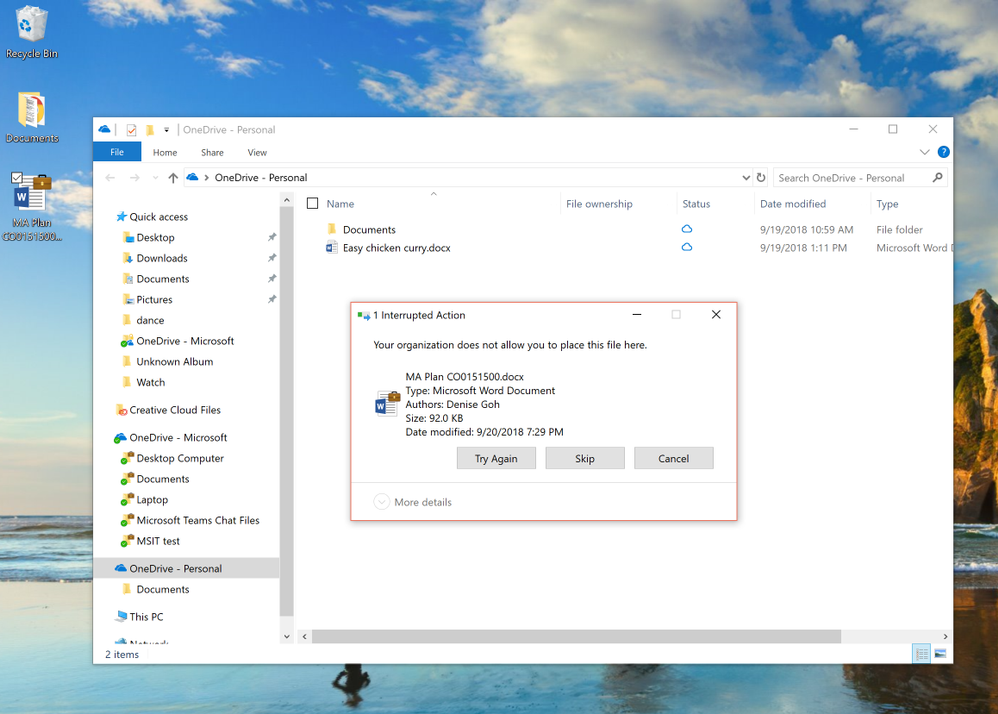 Recycle Bin
Documents
MA Plan
CO0151500...
OneDrive - Personal
File
Home
Share
View
OneDrive - Personal
Search OneDrive - Personal
Name
File ownership
Status
Date modified
Type
Documents
9/19/2018 10:59 AM
File folder
Easy chicken curry.docx
9/19/2018 1:11 PM
Microsoft Word D
Quick access
Desktop
Downloads
Documents
Pictures
dance
OneDrive - Microsoft
Unknown Album
Watch
Creative Cloud Files
OneDrive - Microsoft
Desktop Computer
Documents
Laptop
Microsoft Teams Chat Files
MSIT test
OneDrive - Personal
Documents
This PC
Network
2 items
1 Interrupted Action
Your organization does not allow you to place this file here.
MA Plan CO0151500.docx
Type: Microsoft Word Document
Authors: Denise Goh
Size: 92.0 KB
Date modified: 9/20/2018 7:29 PM
Try Again
Skip
Cancel
More details